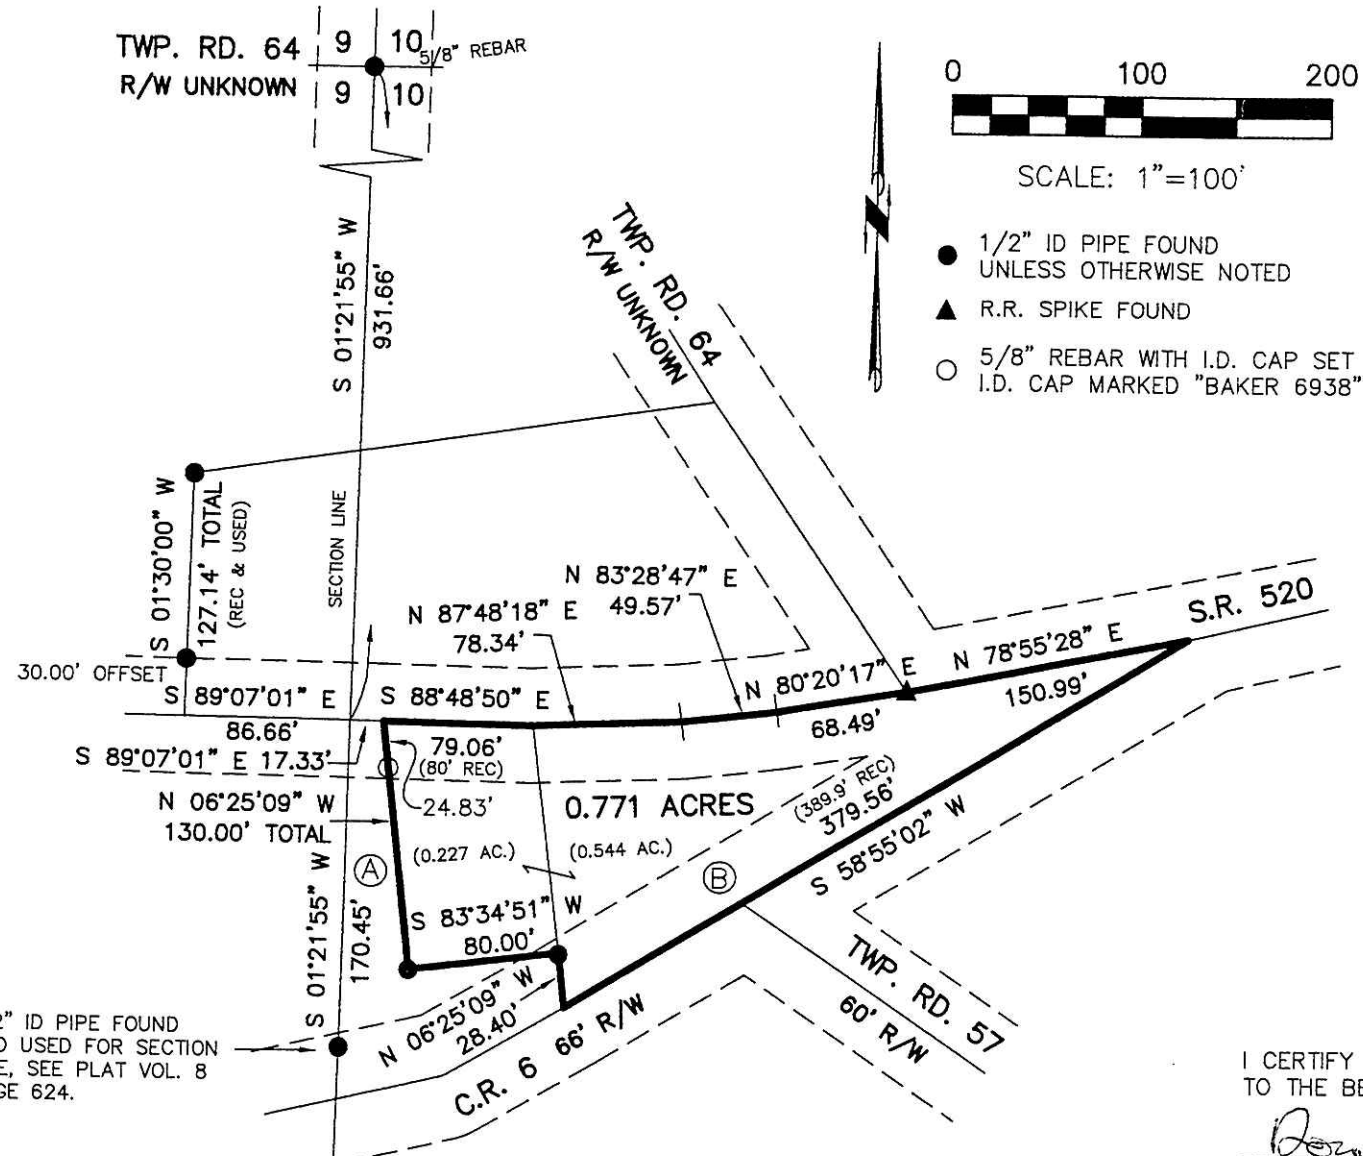 TWP. RD. 64
R/W UNKNOWN
9 10
9 10
5/8" REBAR
0 100 200
SCALE: 1"=100'
1/2" ID PIPE FOUND
UNLESS OTHERWISE NOTED
R.R. SPIKE FOUND
5/8" REBAR WITH I.D. CAP SET
I.D. CAP MARKED "BAKER 6938"
S 01°21'55" W
931.66'
TWP. RD. 64
R/W UNKNOWN
S 01°30'00" W
127.14' TOTAL
(REC & USED)
SECTION LINE
N 83°28'47" E
49.57'
N 87°48'18" E
78.34'
S.R. 520
30.00' OFFSET
S 89°07'01" E
86.66'
S 88°48'50" E
79.06'
(80' REC)
N 80°20'17" E
68.49'
N 78°55'28" E
150.99'
S 89°07'01" E 17.33'
N 06°25'09" W
130.00' TOTAL
24.83'
0.771 ACRES
(0.227 AC.)
(0.544 AC.)
(389.9' REC)
379.56'
S 58°55'02" W
A
B
S 83°34'51" W
80.00'
S 01°21'55" W
170.45'
N 06°25'09" W
28.40'
C.R. 6 66' R/W
TWP. RD. 57
60' R/W
2" ID PIPE FOUND
D USED FOR SECTION
E, SEE PLAT VOL. 8
GE 624.
I CERTIFY
TO THE BE